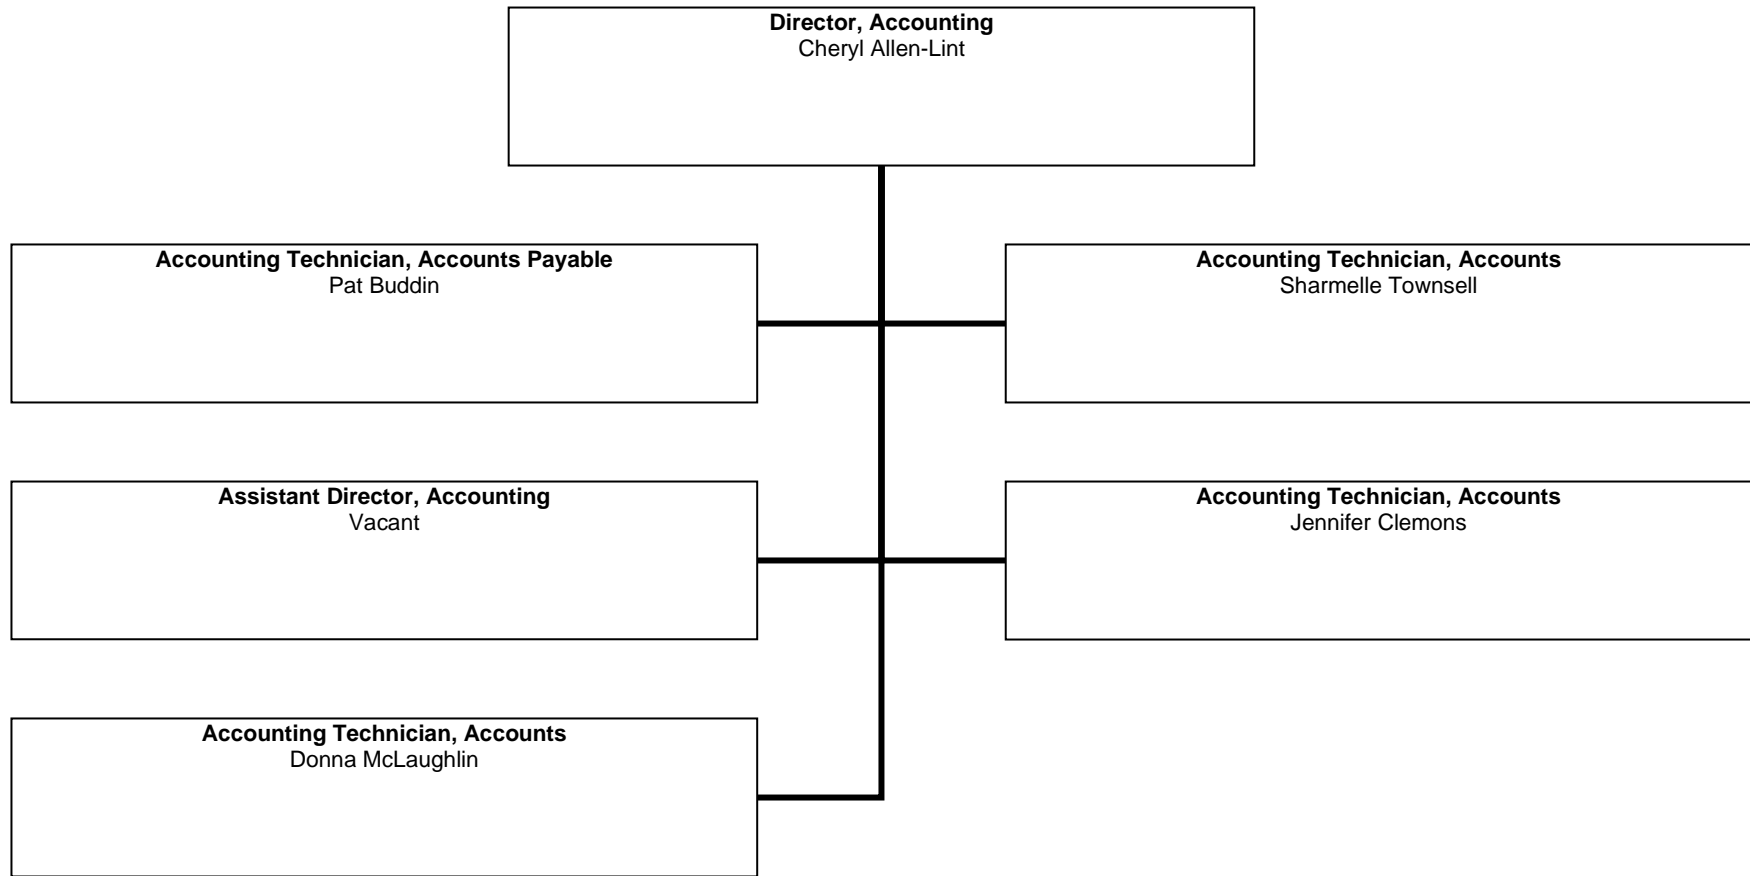 Director, Accounting
Cheryl Allen-Lint
Accounting Technician, Accounts Payable
Pat Buddin
Accounting Technician, Accounts
Sharmelle Townsell
Assistant Director, Accounting
Vacant
Accounting Technician, Accounts
Jennifer Clemons
Accounting Technician, Accounts
Donna McLaughlin